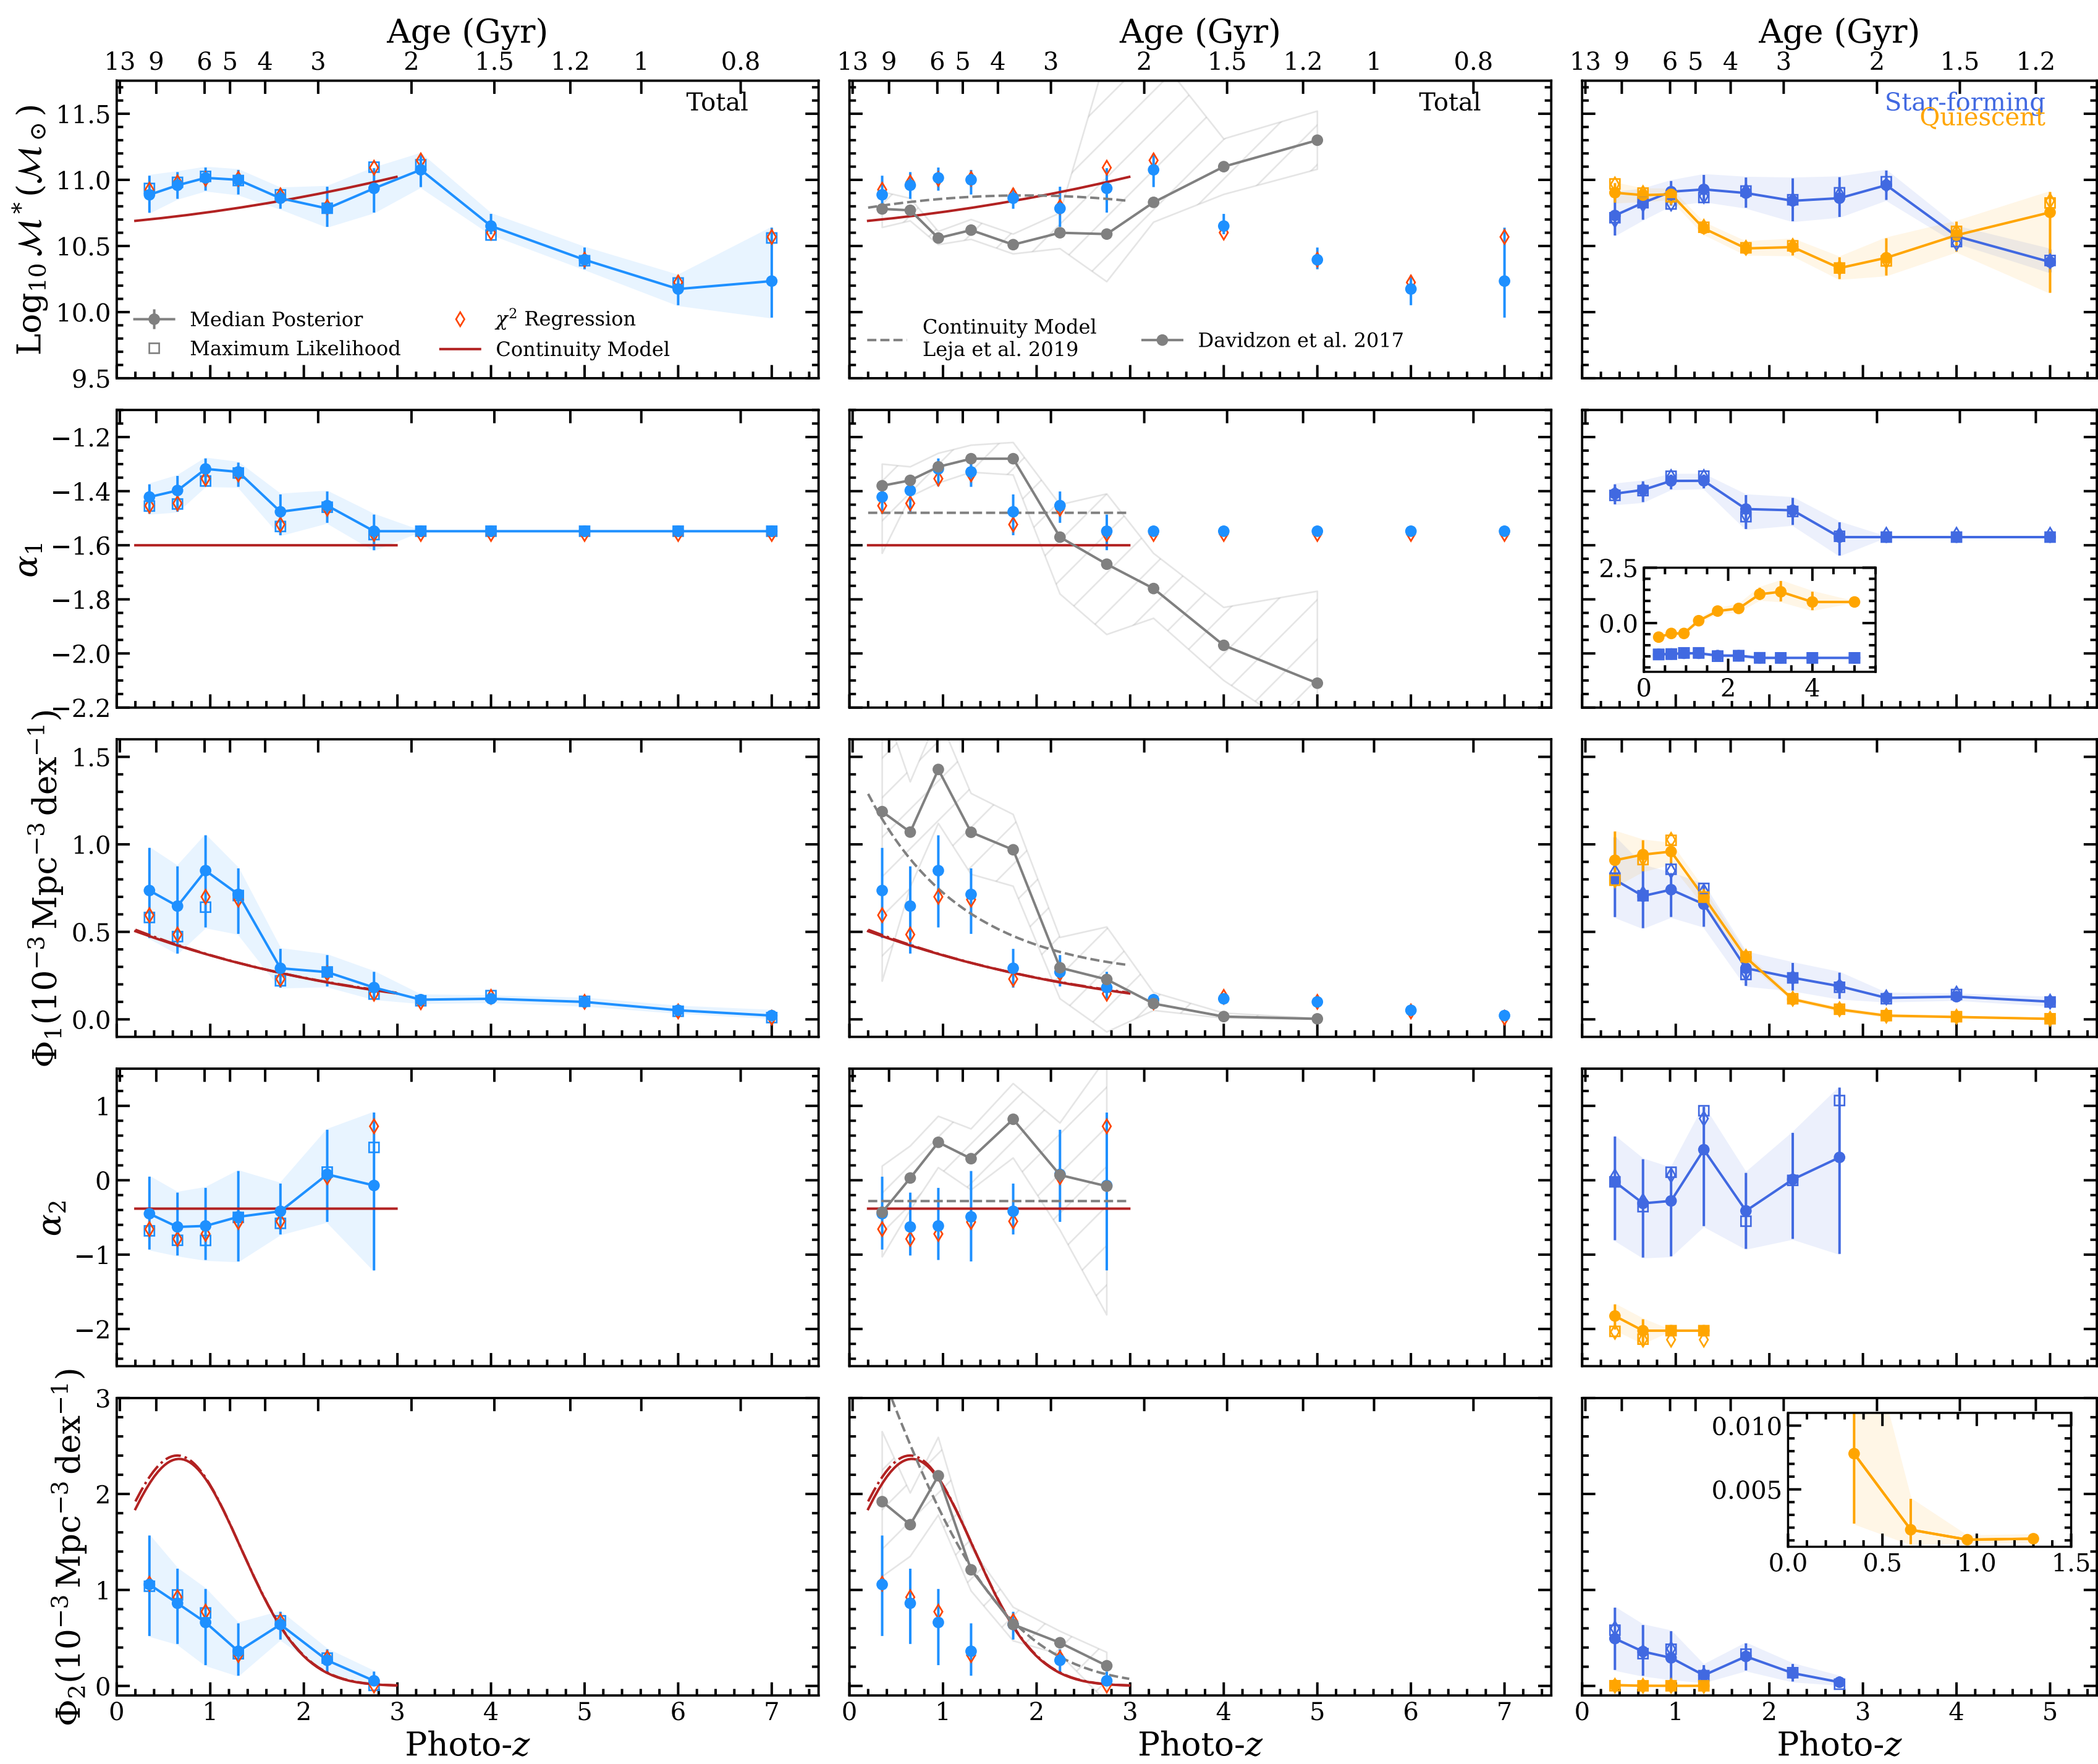 Age (Gyr) Age (Gyr) Age (Gyr)
13 9 6 5 4 3 2 1.5 1.2 1 0.8 13 9 6 5 4 3 2 1.5 1.2 1 0.8 13 9 6 5 4 3 2 1.5 1.2
Log₁₀ ℳ* (ℳ⊙)
11.5
11.0
10.5
10.0
9.5
Total
Median Posterior
Maximum Likelihood
χ² Regression
Continuity Model
Total
Continuity Model
Leja et al. 2019
Davidzon et al. 2017
Star-forming
Quiescent
α₁
−1.2
−1.4
−1.6
−1.8
−2.0
−2.2
2.5
0.0
0 2 4
Φ₁(10⁻³ Mpc⁻³ dex⁻¹)
1.5
1.0
0.5
0.0
α₂
1
0
−1
−2
Φ₂(10⁻³ Mpc⁻³ dex⁻¹)
3
2
1
0
0.010
0.005
0.0 0.5 1.0 1.5
0 1 2 3 4 5 6 7 0 1 2 3 4 5 6 7 0 1 2 3 4 5
Photo-z Photo-z Photo-z